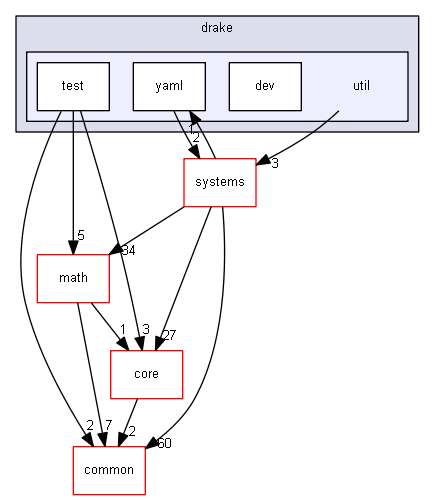 drake
test
yaml
dev
util
1
2
3
systems
5
34
math
1
3
27
core
2
7
2
60
common